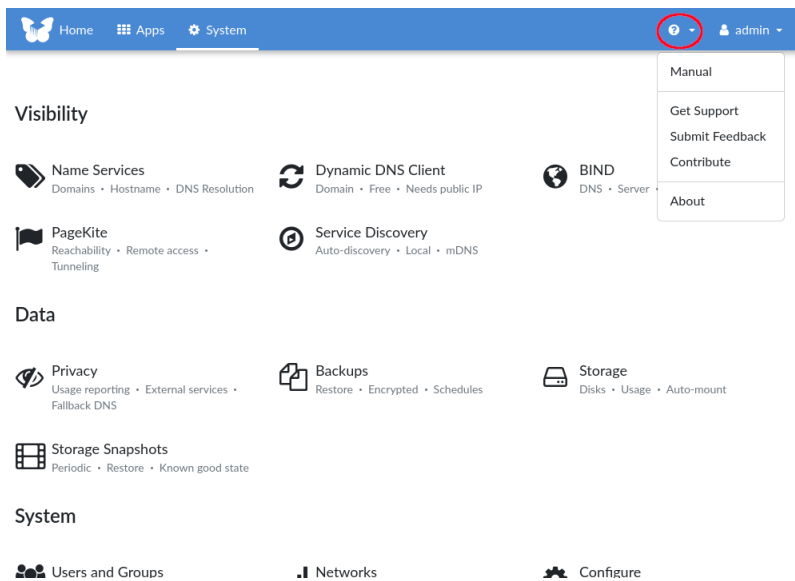 Home Apps System admin
Manual
Get Support
Submit Feedback
Contribute
About
Visibility
Name Services
Domains • Hostname • DNS Resolution
Dynamic DNS Client
Domain • Free • Needs public IP
BIND
DNS • Server •
PageKite
Reachability • Remote access •
Tunneling
Service Discovery
Auto-discovery • Local • mDNS
Data
Privacy
Usage reporting • External services •
Fallback DNS
Backups
Restore • Encrypted • Schedules
Storage
Disks • Usage • Auto-mount
Storage Snapshots
Periodic • Restore • Known good state
System
Users and Groups
Networks
Configure